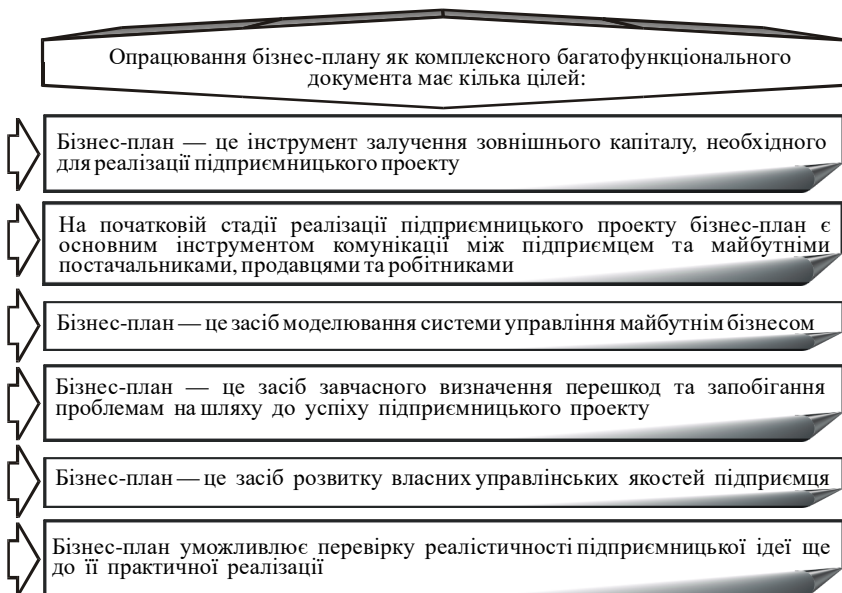 Опрацювання бізнес-плану як комплексного багатофункціонального
документа має кілька цілей:
Бізнес-план — це інструмент залучення зовнішнього капіталу, необхідного
для реалізації підприємницького проекту
На початковій стадії реалізації підприємницького проекту бізнес-план є
основним інструментом комунікації між підприємцем та майбутніми
постачальниками, продавцями та робітниками
Бізнес-план — це засіб моделювання системи управління майбутнім бізнесом
Бізнес-план — це засіб завчасного визначення перешкод та запобігання
проблемам на шляху до успіху підприємницького проекту
Бізнес-план — це засіб розвитку власних управлінських якостей підприємця
Бізнес-план уможливлює перевірку реалістичності підприємницької ідеї ще
до її практичної реалізації